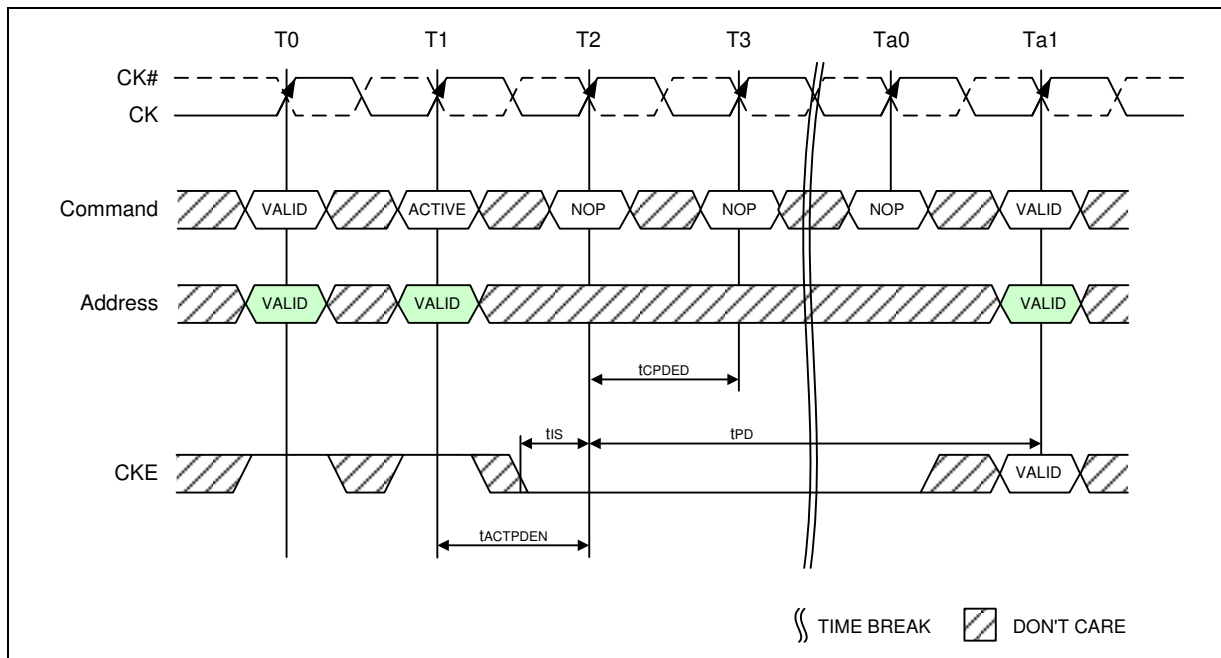 T0 T1 T2 T3 Ta0 Ta1
CK#
CK
Command VALID ACTIVE NOP NOP NOP VALID
Address VALID VALID VALID
tCPDED
tIS tPD
CKE VALID
tACTPDEN
TIME BREAK DON'T CARE